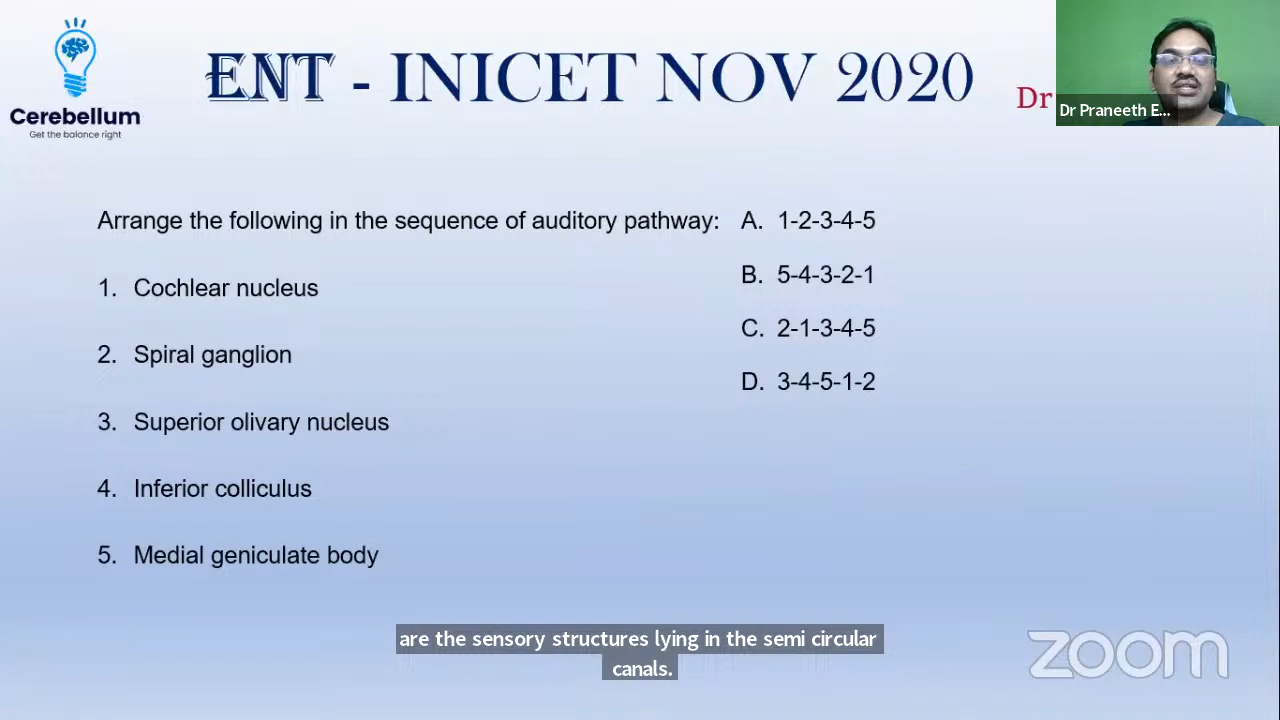 Cerebellum
Get the balance right
ENT - INICET NOV 2020
Dr
Dr Praneeth E...
Arrange the following in the sequence of auditory pathway:
1. Cochlear nucleus
2. Spiral ganglion
3. Superior olivary nucleus
4. Inferior colliculus
5. Medial geniculate body
A. 1-2-3-4-5
B. 5-4-3-2-1
C. 2-1-3-4-5
D. 3-4-5-1-2
are the sensory structures lying in the semi circular
canals.
zoom